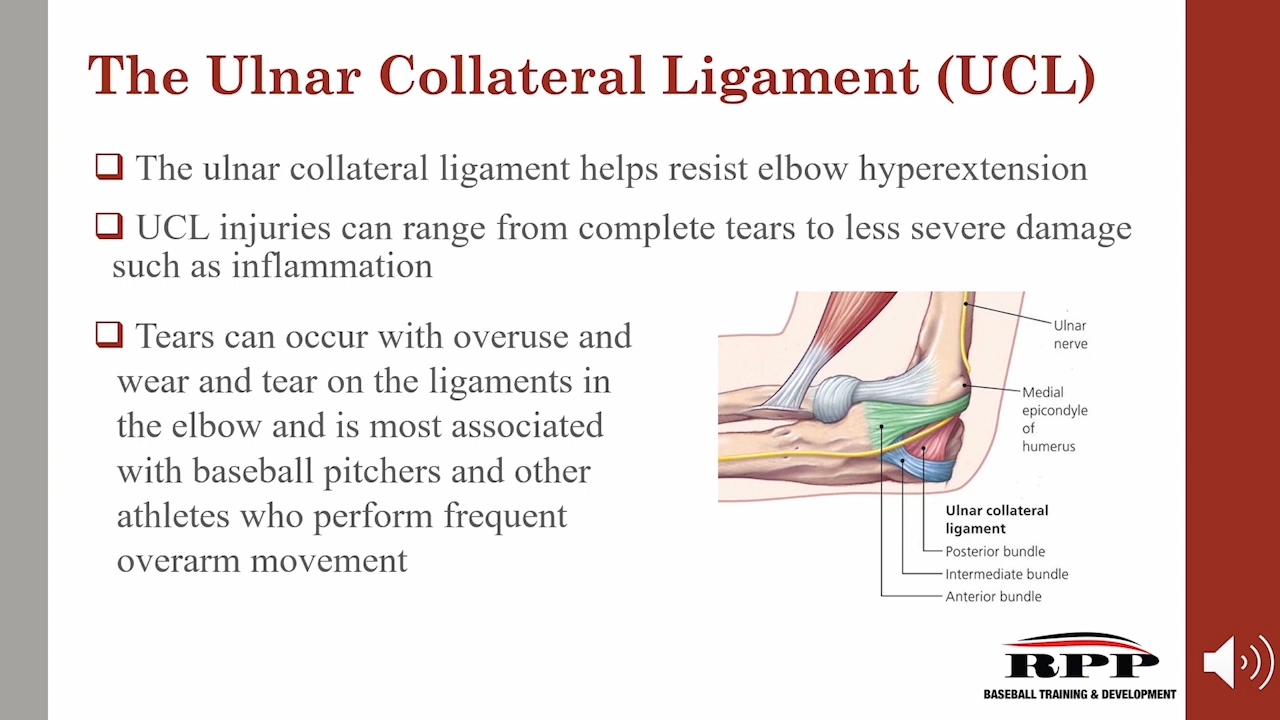 The Ulnar Collateral Ligament (UCL)
The ulnar collateral ligament helps resist elbow hyperextension
UCL injuries can range from complete tears to less severe damage
such as inflammation
Tears can occur with overuse and
wear and tear on the ligaments in
the elbow and is most associated
with baseball pitchers and other
athletes who perform frequent
overarm movement
Ulnar
nerve
Medial
epicondyle
of
humerus
Ulnar collateral
ligament
Posterior bundle
Intermediate bundle
Anterior bundle
RPP
BASEBALL TRAINING & DEVELOPMENT